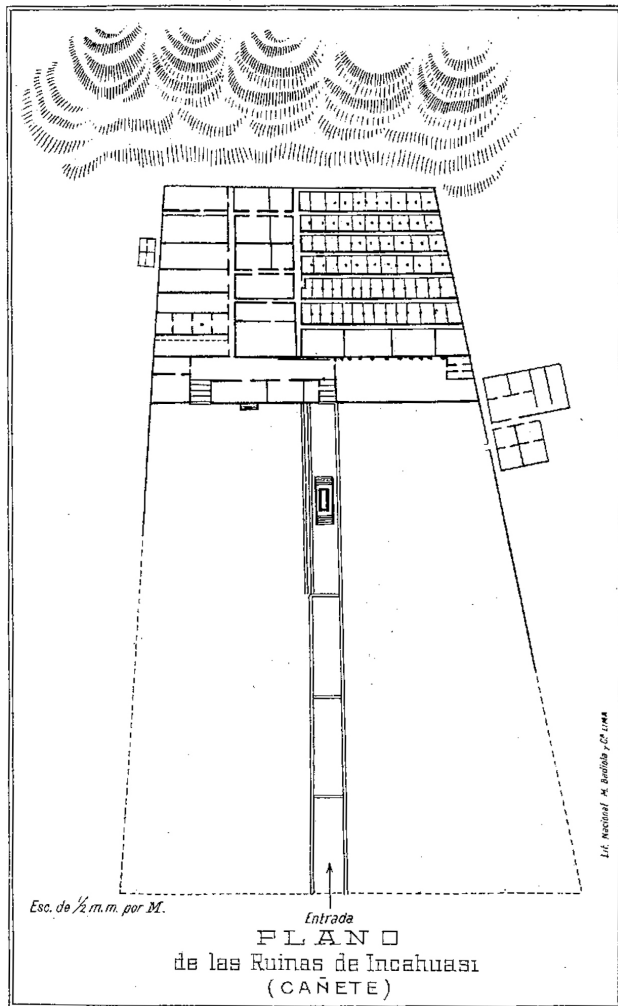 Esc. de ½ m.m. por M.
Entrada
PLANO
de las Ruinas de Incahuasi
(CAÑETE)
Lit. Nacional M. Badiola y Cª LIMA